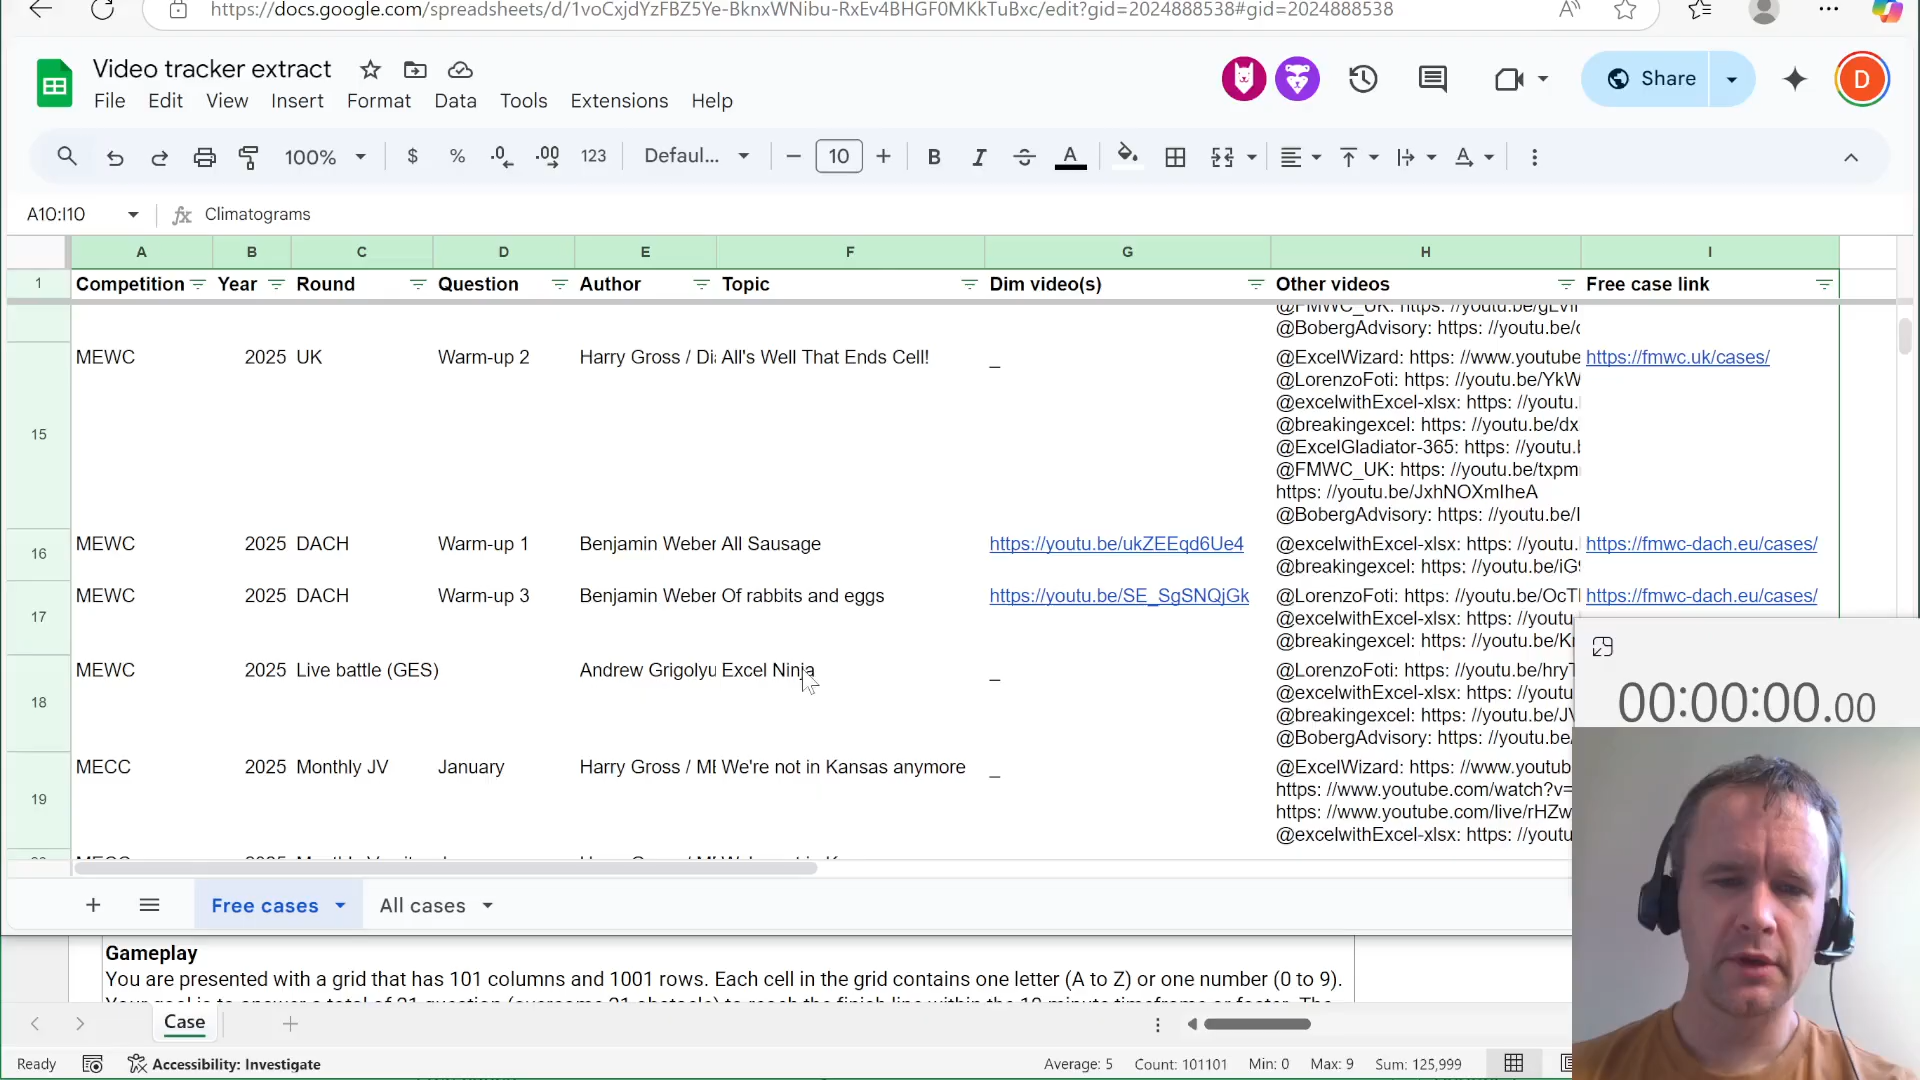 https://docs.google.com/spreadsheets/d/1voCxjdYzFBZ5Ye-BknxWNibu-RxEv4BHGF0MKkTuBxc/edit?gid=2024888538#gid=2024888538
Video tracker extract
Share
D
File Edit View Insert Format Data Tools Extensions Help
100% $ % .0 .00 123 Defaul... 10 B I A
A10:I10 fx Climatograms
A B C D E F G H I
1 Competition Year Round Question Author Topic Dim video(s) Other videos Free case link
@BobergAdvisory: https: //youtu.be/
15 MEWC 2025 UK Warm-up 2 Harry Gross / Di All's Well That Ends Cell! _ @ExcelWizard: https: //www.youtube https://fmwc.uk/cases/
@LorenzoFoti: https: //youtu.be/YkW
@excelwithExcel-xlsx: https: //youtu.
@breakingexcel: https: //youtu.be/dx
@ExcelGladiator-365: https: //youtu.b
@FMWC_UK: https: //youtu.be/txpm
https: //youtu.be/JxhNOXmIheA
@BobergAdvisory: https: //youtu.be/I
16 MEWC 2025 DACH Warm-up 1 Benjamin Weber All Sausage https://youtu.be/ukZEEqd6Ue4 @excelwithExcel-xlsx: https: //youtu. https://fmwc-dach.eu/cases/
@breakingexcel: https: //youtu.be/iG
17 MEWC 2025 DACH Warm-up 3 Benjamin Weber Of rabbits and eggs https://youtu.be/SE_SgSNQjGk @LorenzoFoti: https: //youtu.be/OcT https://fmwc-dach.eu/cases/
@excelwithExcel-xlsx: https: //youtu
@breakingexcel: https: //youtu.be/K
18 MEWC 2025 Live battle (GES) Andrew Grigolyu Excel Ninja _ @LorenzoFoti: https: //youtu.be/hry
@excelwithExcel-xlsx: https: //youtu
@breakingexcel: https: //youtu.be/J
@BobergAdvisory: https: //youtu.be/
19 MECC 2025 Monthly JV January Harry Gross / M We're not in Kansas anymore _ @ExcelWizard: https: //www.youtub
https: //www.youtube.com/watch?v=
https: //www.youtube.com/live/rHZw
@excelwithExcel-xlsx: https: //youtu
00:00:00.00
Free cases All cases
Gameplay
You are presented with a grid that has 101 columns and 1001 rows. Each cell in the grid contains one letter (A to Z) or one number (0 to 9).
Case
Ready Accessibility: Investigate Average: 5 Count: 101101 Min: 0 Max: 9 Sum: 125,999